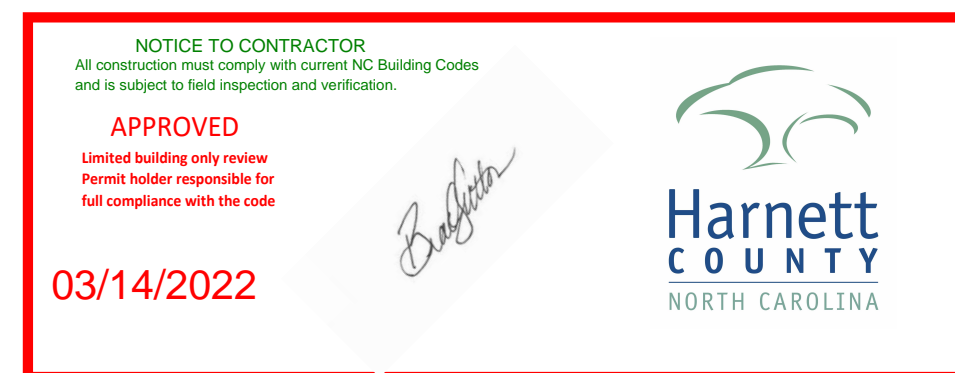 NOTICE TO CONTRACTOR
All construction must comply with current NC Building Codes
and is subject to field inspection and verification.
APPROVED
Limited building only review
Permit holder responsible for
full compliance with the code
03/14/2022
Harnett
COUNTY
NORTH CAROLINA